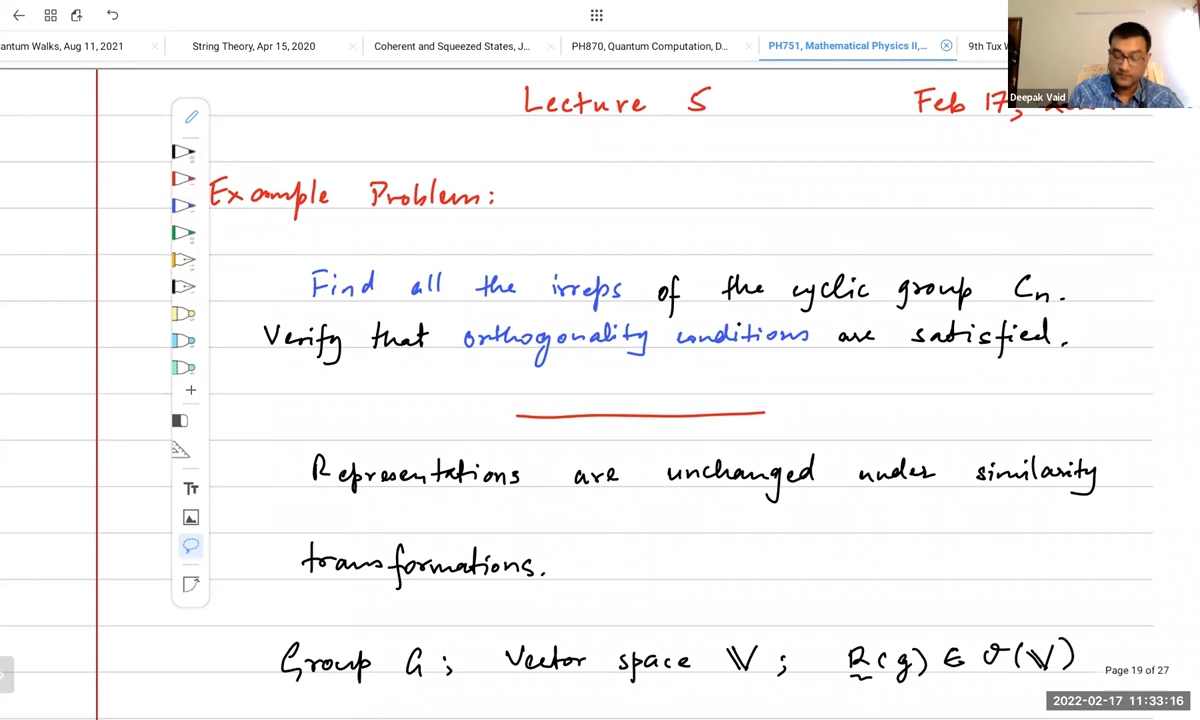 antum Walks, Aug 11, 2021 String Theory, Apr 15, 2020 Coherent and Squeezed States, J... PH870, Quantum Computation, D... PH751, Mathematical Physics II,... 9th Tux
Deepak Vaid
Lecture 5 Feb 17,
Example Problem:
Find all the irreps of the cyclic group Cn.
Verify that orthogonality conditions are satisfied.
Representations are unchanged under similarity
transformations.
Group G; Vector space 𝕍; R(g) ∈ O(𝕍)
Page 19 of 27
2022-02-17 11:33:16